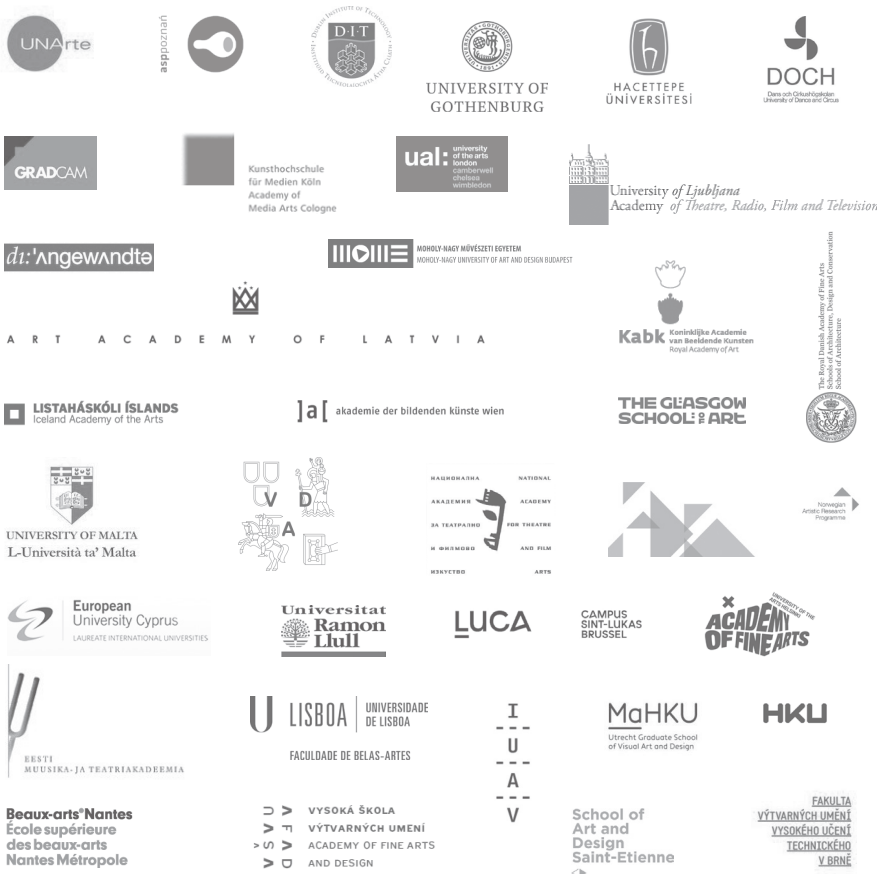 UNArte
asppoznań
DUBLIN INSTITUTE OF TECHNOLOGY
D·I·T
UNIVERSITY OF
GOTHENBURG
HACETTEPE
ÜNİVERSİTESİ
DOCH
Dans och Cirkushögskolan
University of Dance and Circus
GRADCAM
Kunsthochschule
für Medien Köln
Academy of
Media Arts Cologne
ual:
university
of the arts
london
camberwell
chelsea
wimbledon
University of Ljubljana
Academy of Theatre, Radio, Film and Television
dı:'ʌngewʌndtə
MOME
MOHOLY-NAGY MŰVÉSZETI EGYETEM
MOHOLY-NAGY UNIVERSITY OF ART AND DESIGN BUDAPEST
ART ACADEMY OF LATVIA
Kabk
Koninklijke Academie
van Beeldende Kunsten
Royal Academy of Art
The Royal Danish Academy of Fine Arts
Schools of Architecture, Design and Conservation
School of Architecture
LISTAHÁSKÓLI ÍSLANDS
Iceland Academy of the Arts
]a[ akademie der bildenden künste wien
THE GLASGOW
SCHOOL OF ART
UNIVERSITY OF MALTA
L-Università ta' Malta
V D
A
НАЦИОНАЛНА NATIONAL
АКАДЕМИЯ ACADEMY
ЗА ТЕАТРАЛНО FOR THEATRE
И ФИЛМОВО AND FILM
ИЗКУСТВО ARTS
Norwegian
Artistic Research
Programme
European
University Cyprus
LAUREATE INTERNATIONAL UNIVERSITIES
Universitat
Ramon
Llull
LUCA
CAMPUS
SINT-LUKAS
BRUSSEL
UNIVERSITY OF THE
ARTS HELSINKI
X
ACADEMY
OF FINE ARTS
EESTI
MUUSIKA- JA TEATRIAKADEEMIA
U LISBOA
UNIVERSIDADE
DE LISBOA
FACULDADE DE BELAS-ARTES
I
U
A
V
MaHKU
Utrecht Graduate School
of Visual Art and Design
HKU
Beaux-arts Nantes
École supérieure
des beaux-arts
Nantes Métropole
VYSOKÁ ŠKOLA
VÝTVARNÝCH UMENÍ
ACADEMY OF FINE ARTS
AND DESIGN
School of
Art and
Design
Saint-Etienne
FAKULTA
VÝTVARNÝCH UMĚNÍ
VYSOKÉHO UČENÍ
TECHNICKÉHO
V BRNĚ